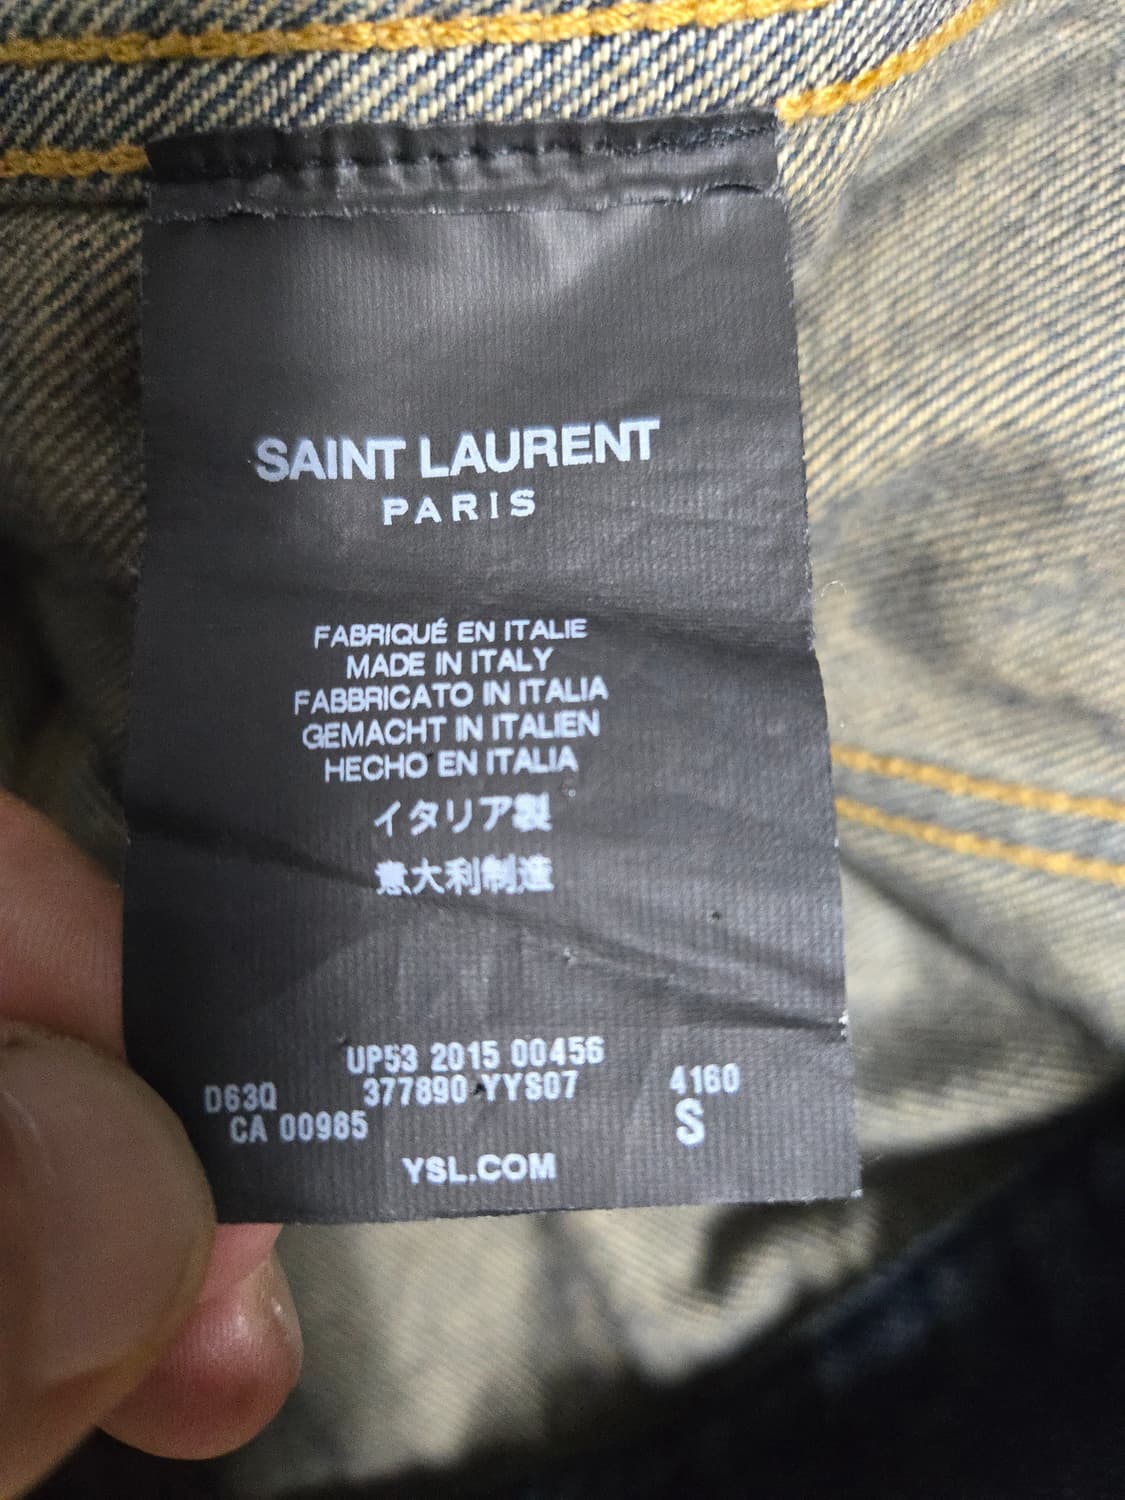 SAINT LAURENT
PARIS
FABRIQUÉ EN ITALIE
MADE IN ITALY
FABBRICATO IN ITALIA
GEMACHT IN ITALIEN
HECHO EN ITALIA
イタリア製
意大利制造
UP53 2015 00456
D63Q 377890 YYS07 4160
CA 00985 S
YSL.COM